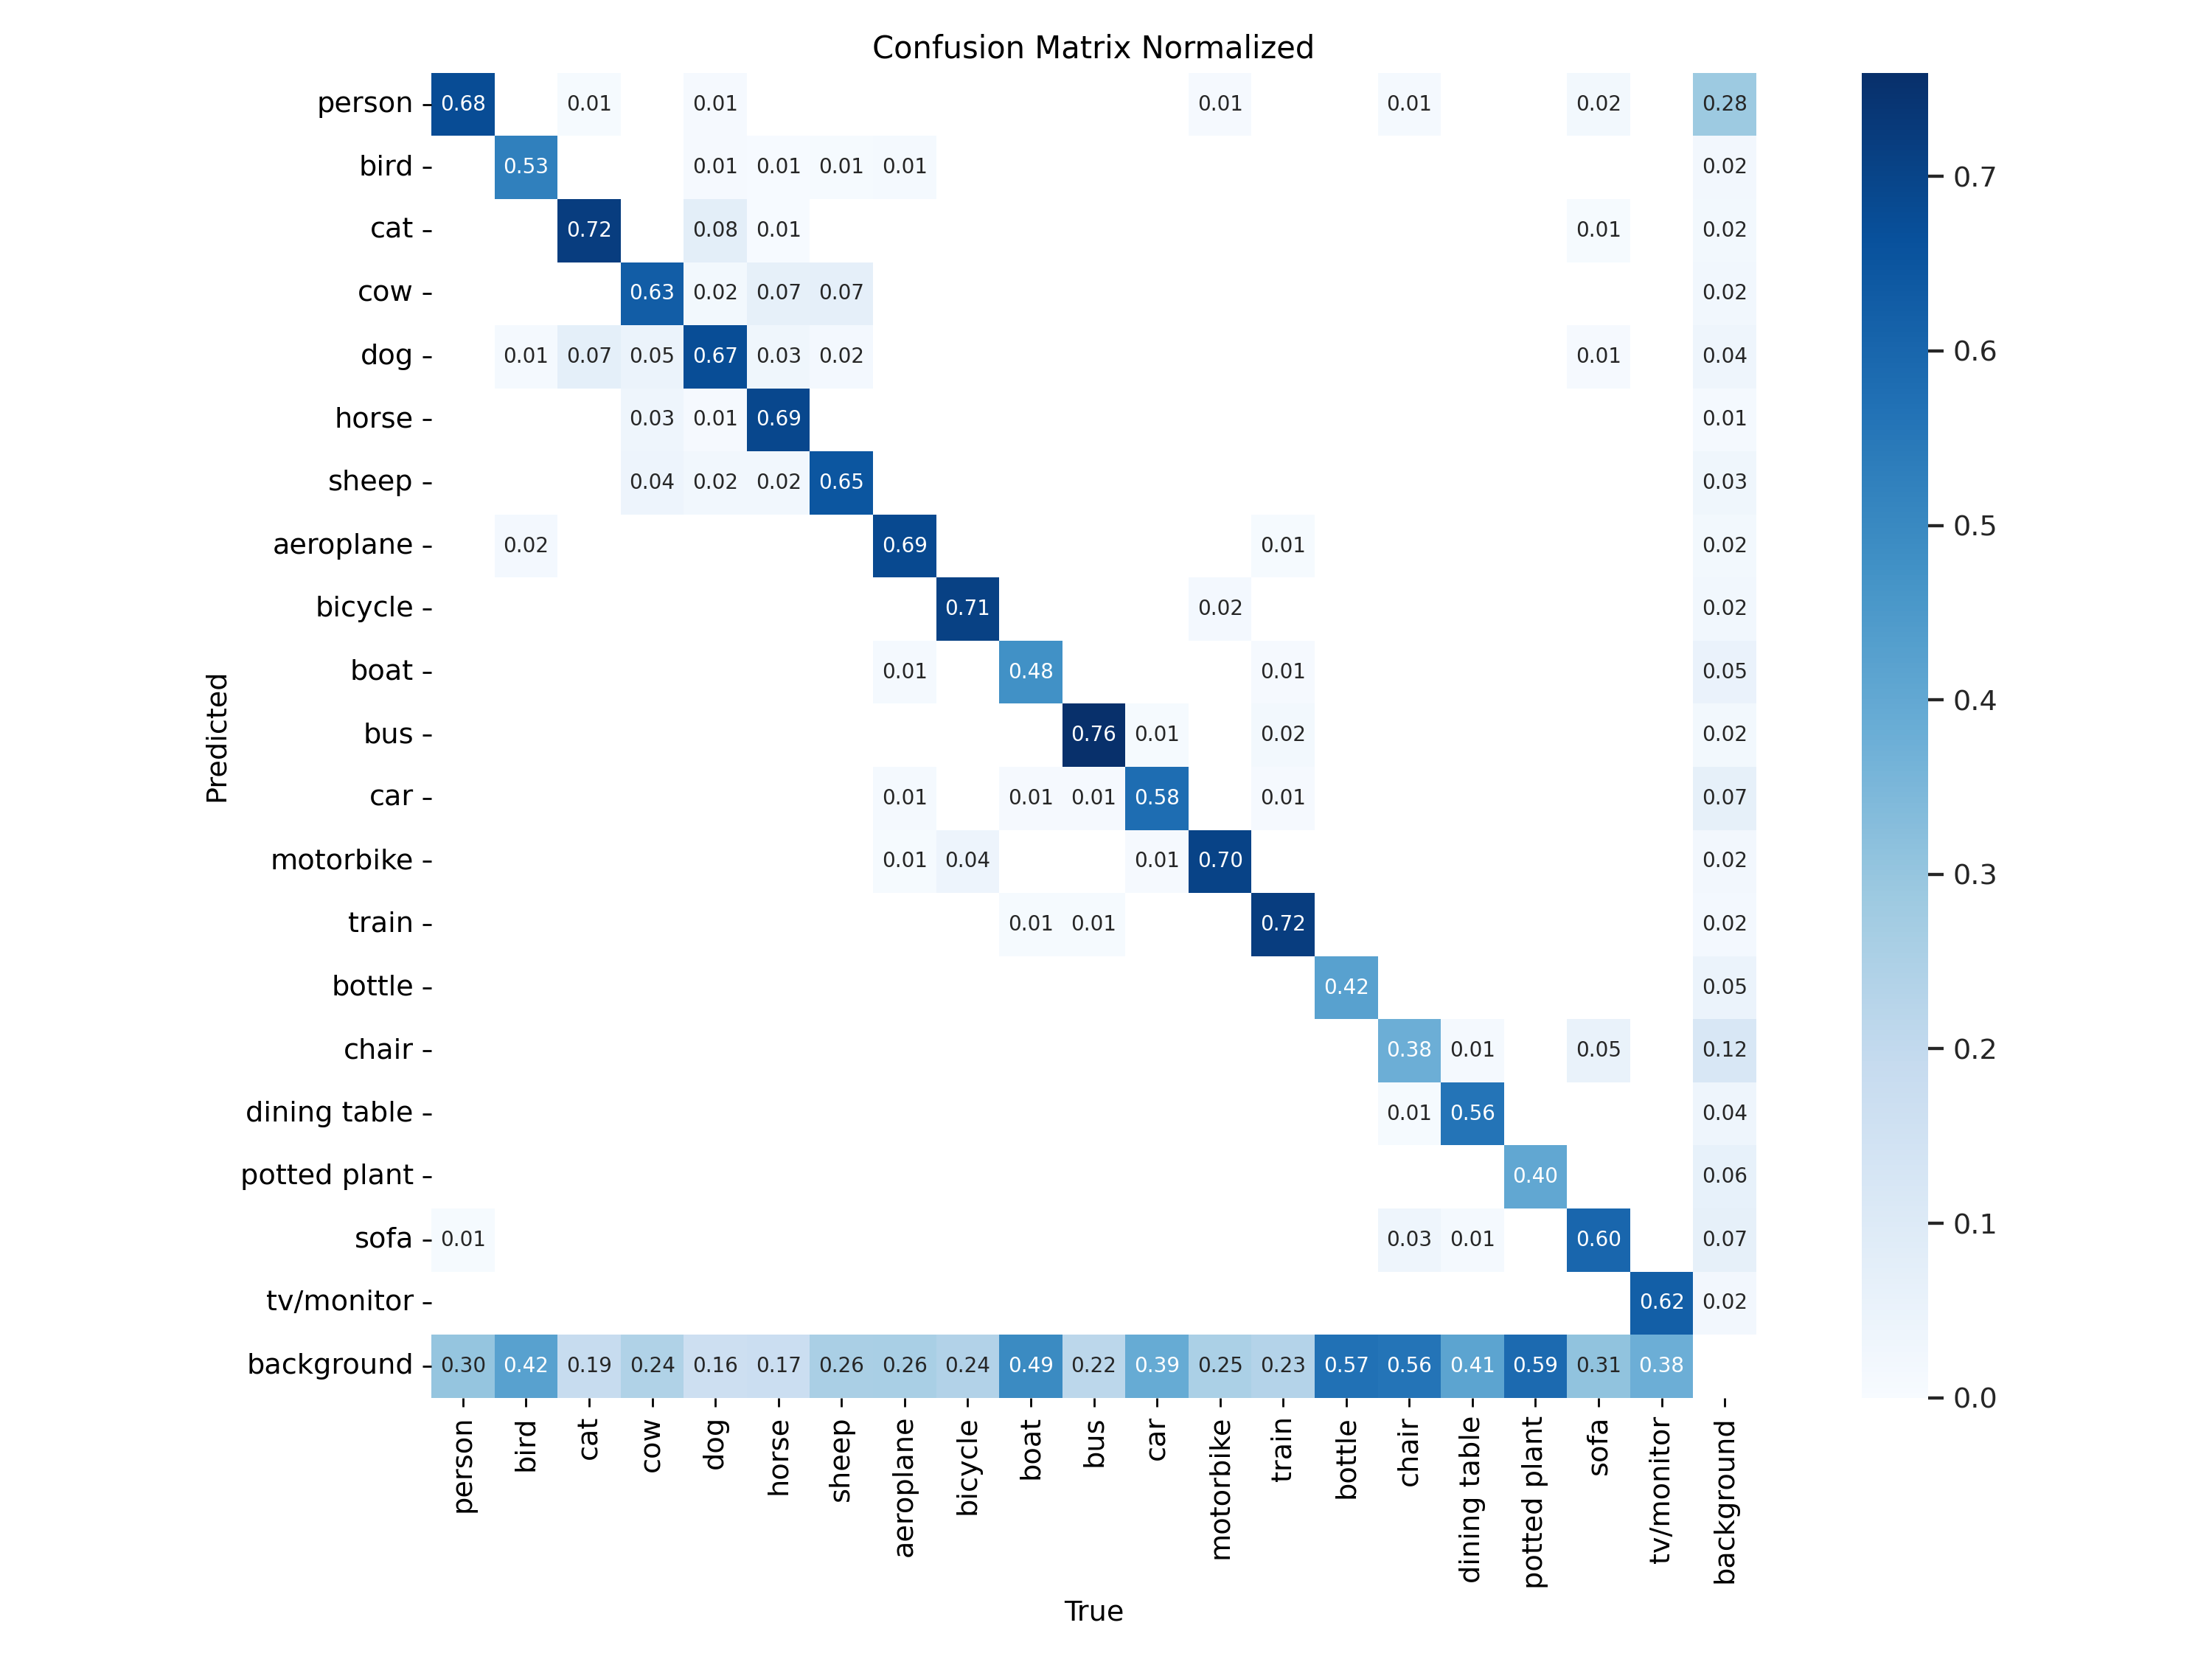 Confusion Matrix Normalized
person 0.68 0.01 0.01 0.01 0.01 0.02 0.28
bird 0.53 0.01 0.01 0.01 0.01 0.02
cat 0.72 0.08 0.01 0.01 0.02
cow 0.63 0.02 0.07 0.07 0.02
dog 0.01 0.07 0.05 0.67 0.03 0.02 0.01 0.04
horse 0.03 0.01 0.69 0.01
sheep 0.04 0.02 0.02 0.65 0.03
aeroplane 0.02 0.69 0.01 0.02
bicycle 0.71 0.02 0.02
boat 0.01 0.48 0.01 0.05
bus 0.76 0.01 0.02 0.02
car 0.01 0.01 0.01 0.58 0.01 0.07
motorbike 0.01 0.04 0.01 0.70 0.02
train 0.01 0.01 0.72 0.02
bottle 0.42 0.05
chair 0.38 0.01 0.05 0.12
dining table 0.01 0.56 0.04
potted plant 0.40 0.06
sofa 0.01 0.03 0.01 0.60 0.07
tv/monitor 0.62 0.02
background 0.30 0.42 0.19 0.24 0.16 0.17 0.26 0.26 0.24 0.49 0.22 0.39 0.25 0.23 0.57 0.56 0.41 0.59 0.31 0.38
person bird cat cow dog horse sheep aeroplane bicycle boat bus car motorbike train bottle chair dining table potted plant sofa tv/monitor background
True
Predicted
0.7
0.6
0.5
0.4
0.3
0.2
0.1
0.0